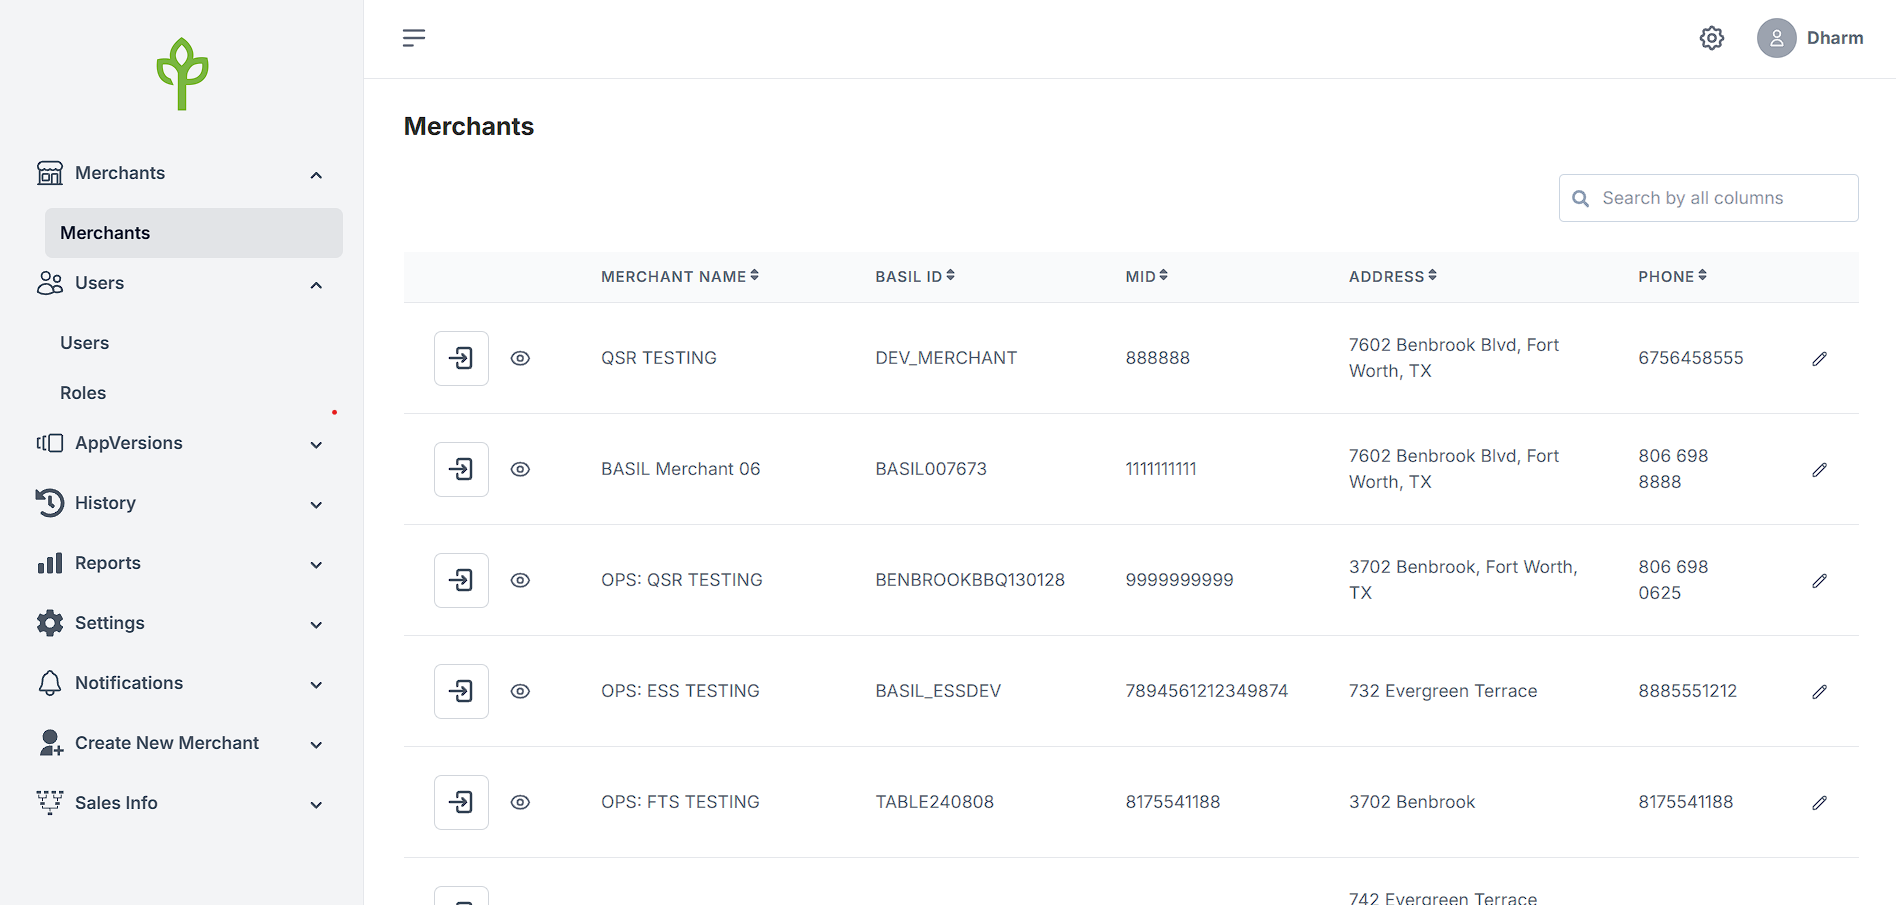 Dharm
Merchants
Merchants
Users
Users
Roles
AppVersions
History
Reports
Settings
Notifications
Create New Merchant
Sales Info
Merchants
Search by all columns
MERCHANT NAME BASIL ID MID ADDRESS PHONE
QSR TESTING DEV_MERCHANT 888888 7602 Benbrook Blvd, Fort 6756458555
Worth, TX
BASIL Merchant 06 BASIL007673 1111111111 7602 Benbrook Blvd, Fort 806 698
Worth, TX 8888
OPS: QSR TESTING BENBROOKBBQ130128 9999999999 3702 Benbrook, Fort Worth, 806 698
TX 0625
OPS: ESS TESTING BASIL_ESSDEV 7894561212349874 732 Evergreen Terrace 8885551212
OPS: FTS TESTING TABLE240808 8175541188 3702 Benbrook 8175541188
742 Evergreen Terrace